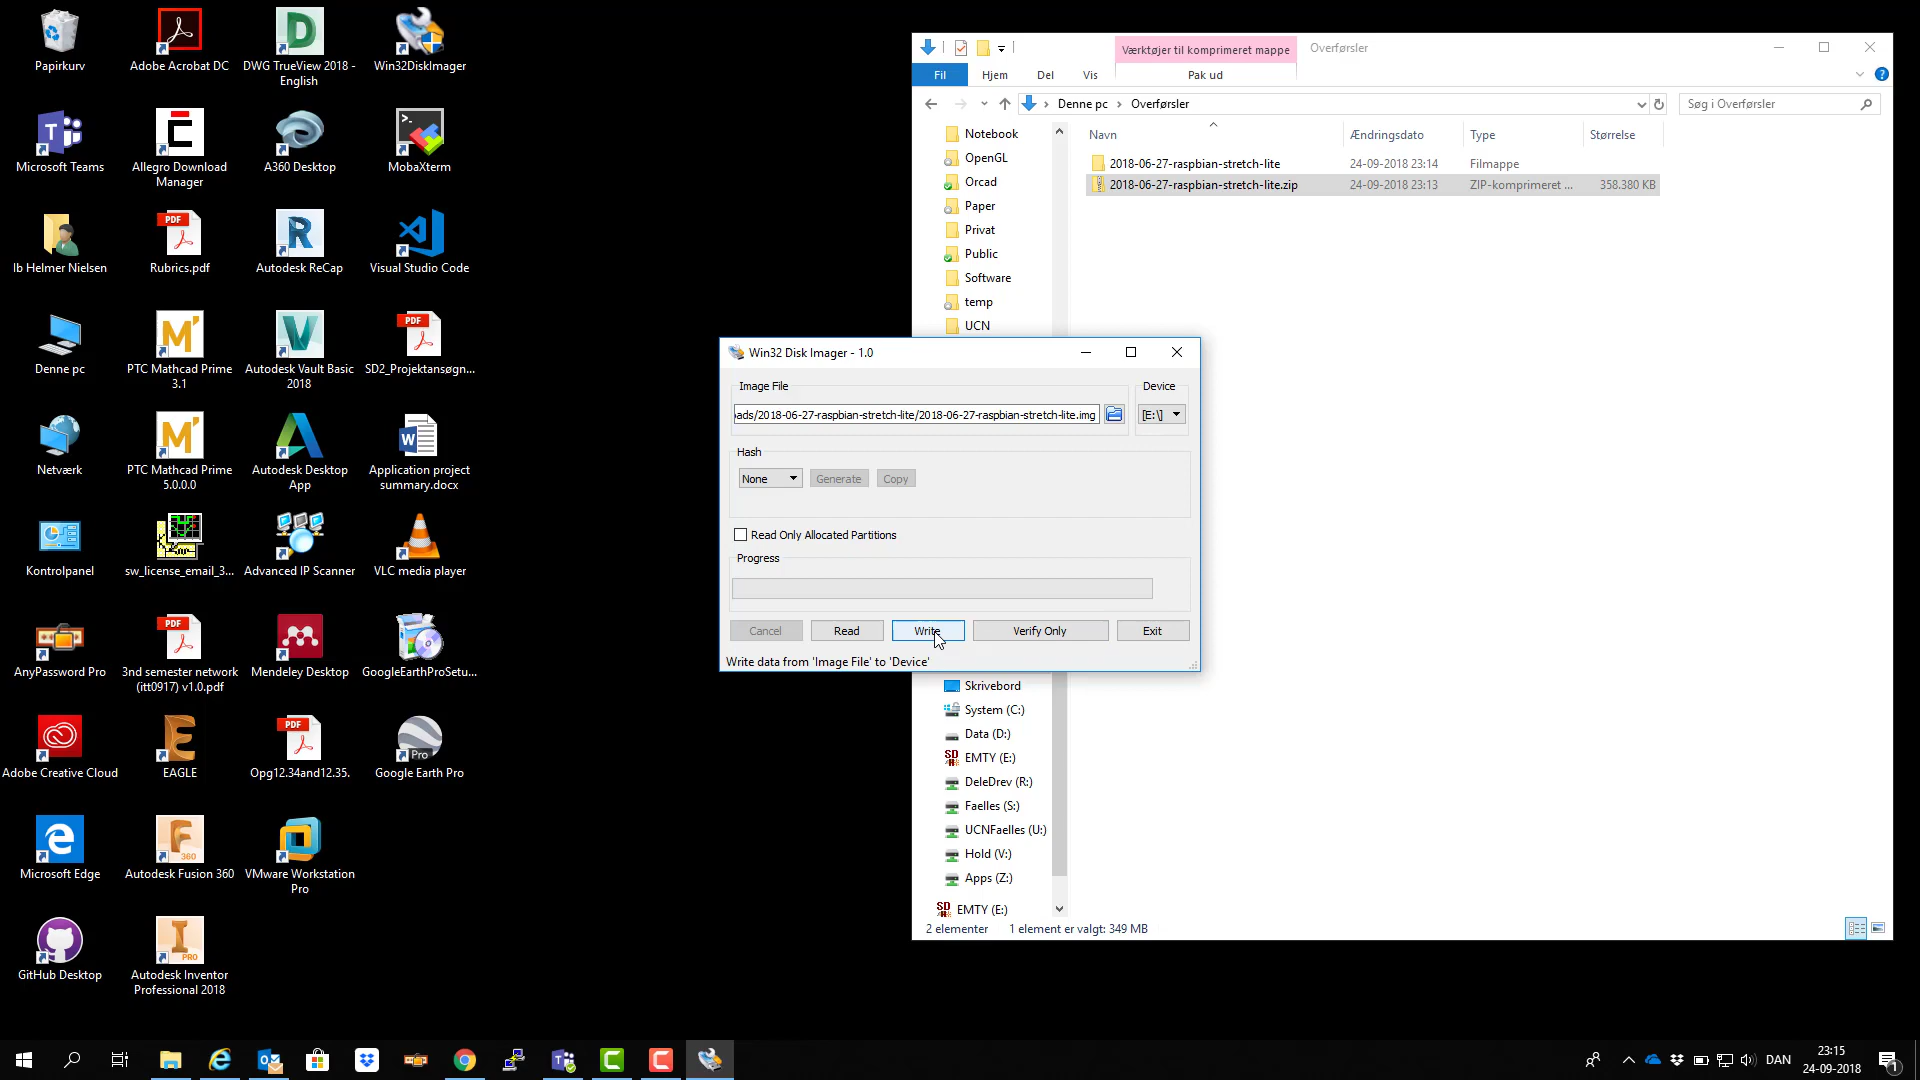 Papirkurv
Adobe Acrobat DC
DWG TrueView 2018 -
English
Win32DiskImager
Microsoft Teams
Allegro Download
Manager
A360 Desktop
MobaXterm
Ib Helmer Nielsen
PDF
Rubrics.pdf
Autodesk ReCap
Visual Studio Code
Denne pc
PTC Mathcad Prime
3.1
Autodesk Vault Basic
2018
PDF
SD2_Projektansøgn...
Netværk
PTC Mathcad Prime
5.0.0.0
Autodesk Desktop
App
Application project
summary.docx
Kontrolpanel
sw_license_email_3...
Advanced IP Scanner
VLC media player
AnyPassword Pro
PDF
3nd semester network
(itt0917) v1.0.pdf
Mendeley Desktop
GoogleEarthProSetu...
Adobe Creative Cloud
EAGLE
PDF
Opg12.34and12.35.
Pro
Google Earth Pro
Microsoft Edge
360
Autodesk Fusion 360
VMware Workstation
Pro
GitHub Desktop
PRO
Autodesk Inventor
Professional 2018
Værktøjer til komprimeret mappe
Overførsler
Fil
Hjem
Del
Vis
Pak ud
Denne pc
Overførsler
Søg i Overførsler
Navn
Ændringsdato
Type
Størrelse
2018-06-27-raspbian-stretch-lite
24-09-2018 23:14
Filmappe
2018-06-27-raspbian-stretch-lite.zip
24-09-2018 23:13
ZIP-komprimeret ...
358.380 KB
Notebook
OpenGL
Orcad
Paper
Privat
Public
Software
temp
UCN
Win32 Disk Imager - 1.0
Image File
Device
ads/2018-06-27-raspbian-stretch-lite/2018-06-27-raspbian-stretch-lite.img
[E:\]
Hash
None
Generate
Copy
Read Only Allocated Partitions
Progress
Cancel
Read
Write
Verify Only
Exit
Write data from 'Image File' to 'Device'
Skrivebord
System (C:)
Data (D:)
EMTY (E:)
DeleDrev (R:)
Faelles (S:)
UCNFaelles (U:)
Hold (V:)
Apps (Z:)
EMTY (E:)
2 elementer
1 element er valgt: 349 MB
DAN
23:15
24-09-2018
1